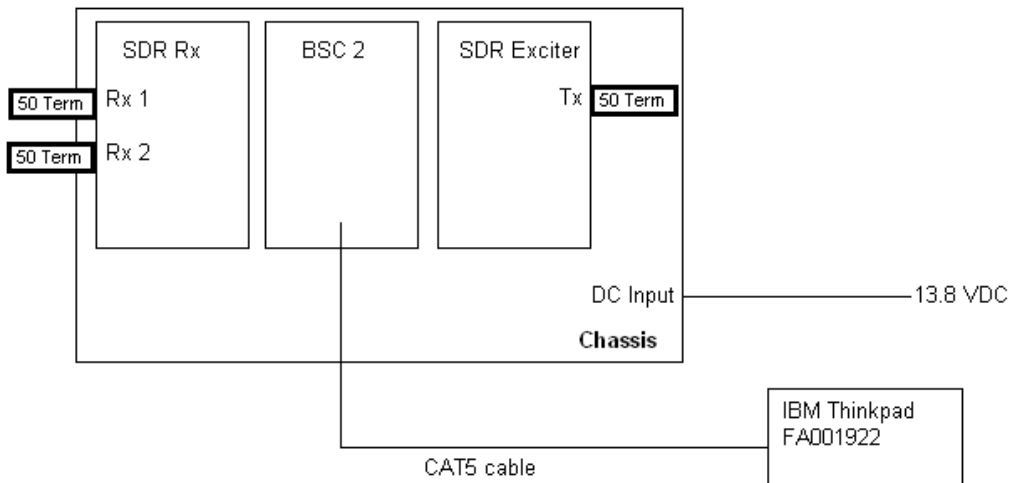 SDR Rx
BSC 2
SDR Exciter
50 Term
Rx 1
Tx
50 Term
50 Term
Rx 2
DC Input
13.8 VDC
Chassis
IBM Thinkpad
FA001922
CAT5 cable